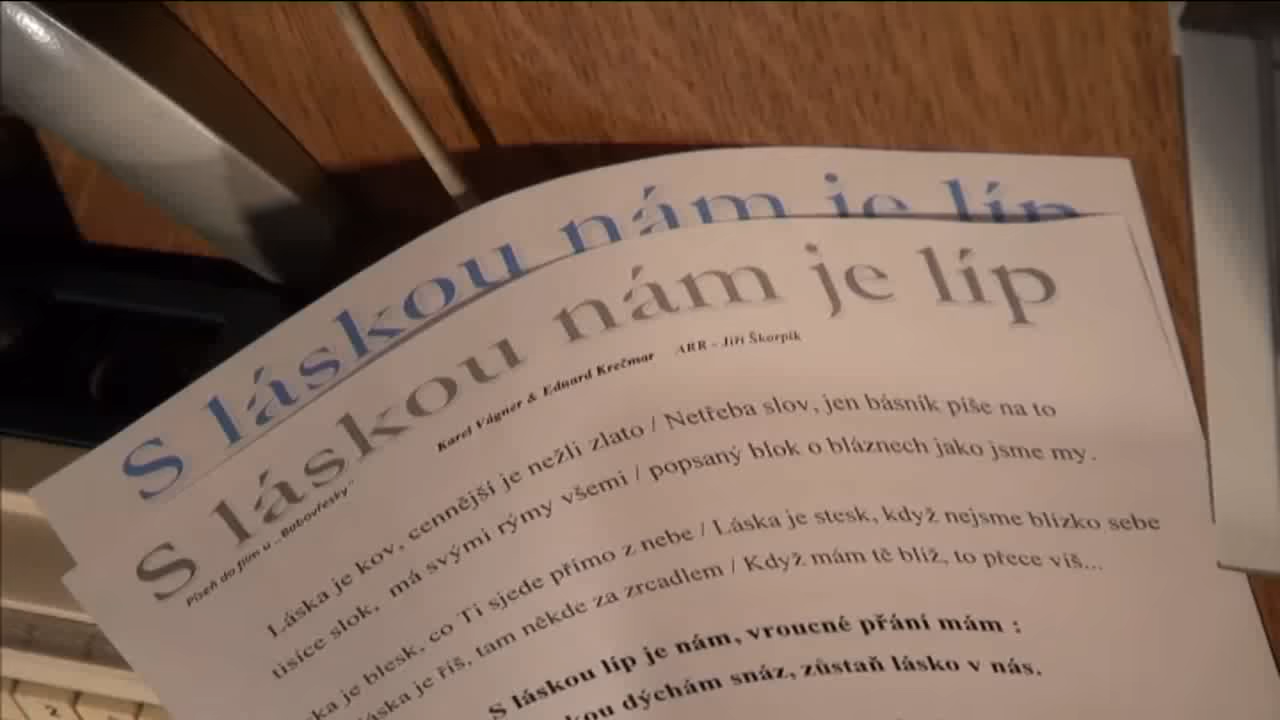 S láskou nám je líp
S láskou nám je líp
Píseň do film u „Babovřesky“
Karel Vágner & Eduard Krečmar ARR - Jiří Škorpík
Láska je kov, cennější je nežli zlato / Netřeba slov, jen básník píše na to
tisíce slok, má svými rýmy všemi / popsaný blok o bláznech jako jsme my.
je blesk, co Ti sjede přímo z nebe / Láska je stesk, když nejsme blízko sebe
je říš, tam někde za zrcadlem / Když mám tě blíž, to přece víš...
S láskou líp je nám, vroucné přání mám :
dýchám snáz, zůstaň lásko v nás.
2